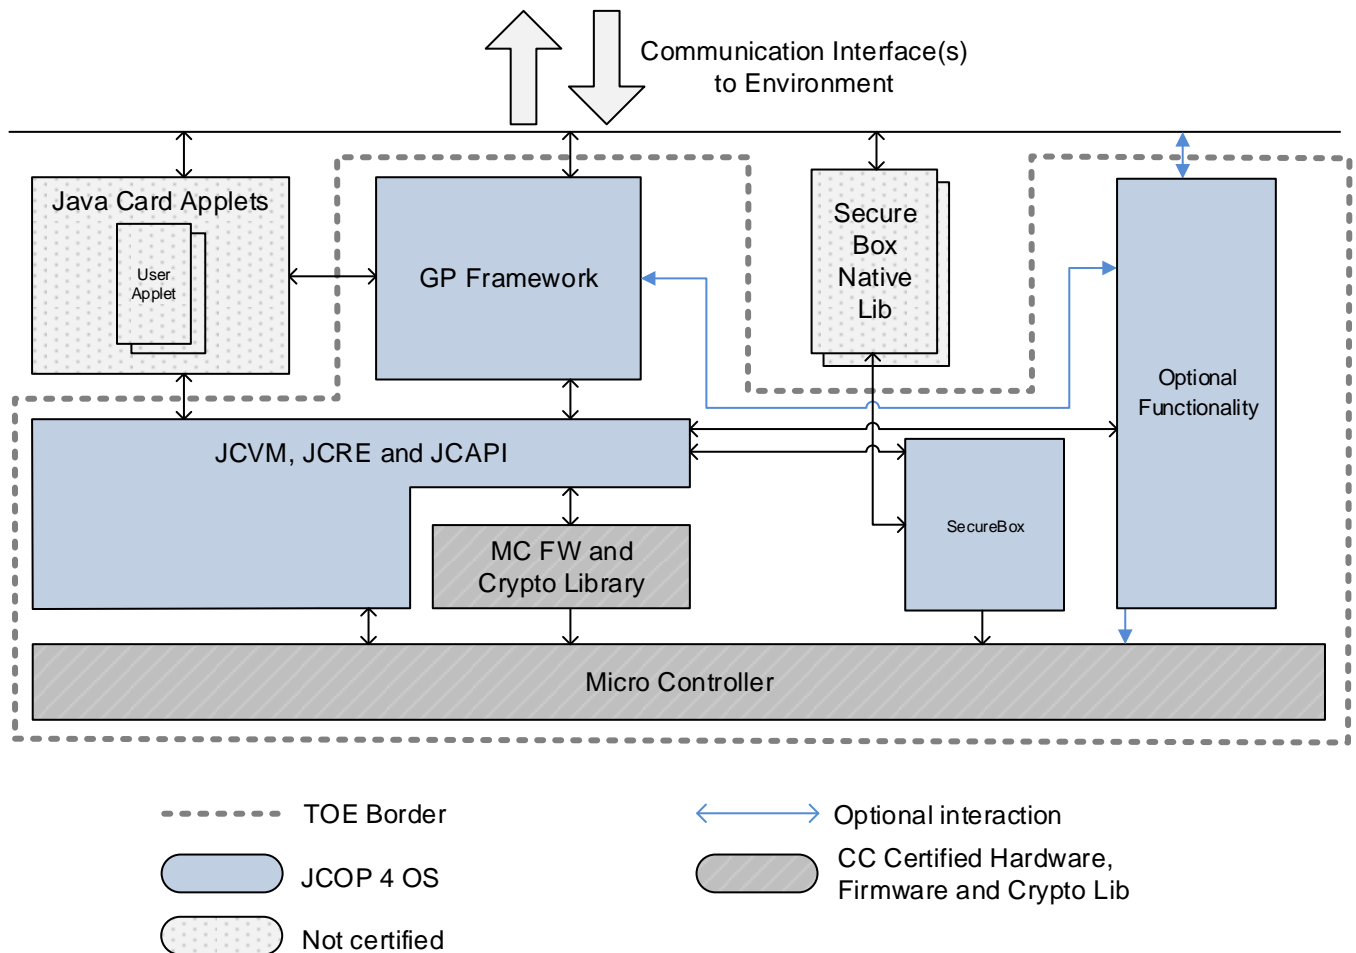 Communication Interface(s)
to Environment
Java Card Applets
User
Applet
GP Framework
Secure
Box
Native
Lib
Optional
Functionality
JCVM, JCRE and JCAPI
SecureBox
MC FW and
Crypto Library
Micro Controller
TOE Border
Optional interaction
JCOP 4 OS
CC Certified Hardware,
Firmware and Crypto Lib
Not certified